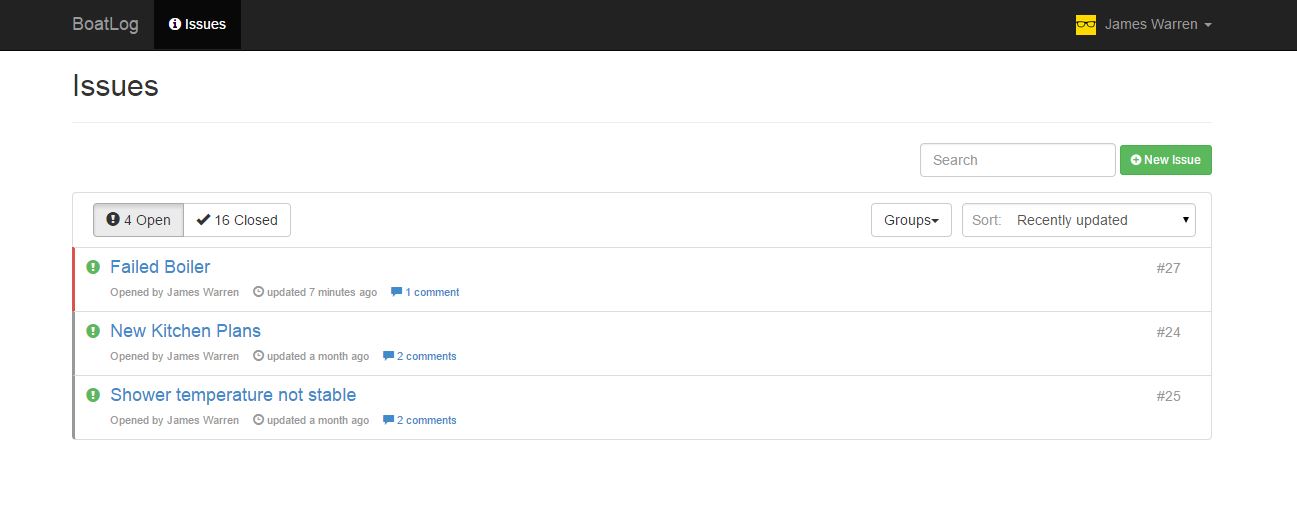 BoatLog Issues James Warren
Issues
Search New Issue
4 Open 16 Closed Groups Sort: Recently updated
Failed Boiler #27
Opened by James Warren updated 7 minutes ago 1 comment
New Kitchen Plans #24
Opened by James Warren updated a month ago 2 comments
Shower temperature not stable #25
Opened by James Warren updated a month ago 2 comments